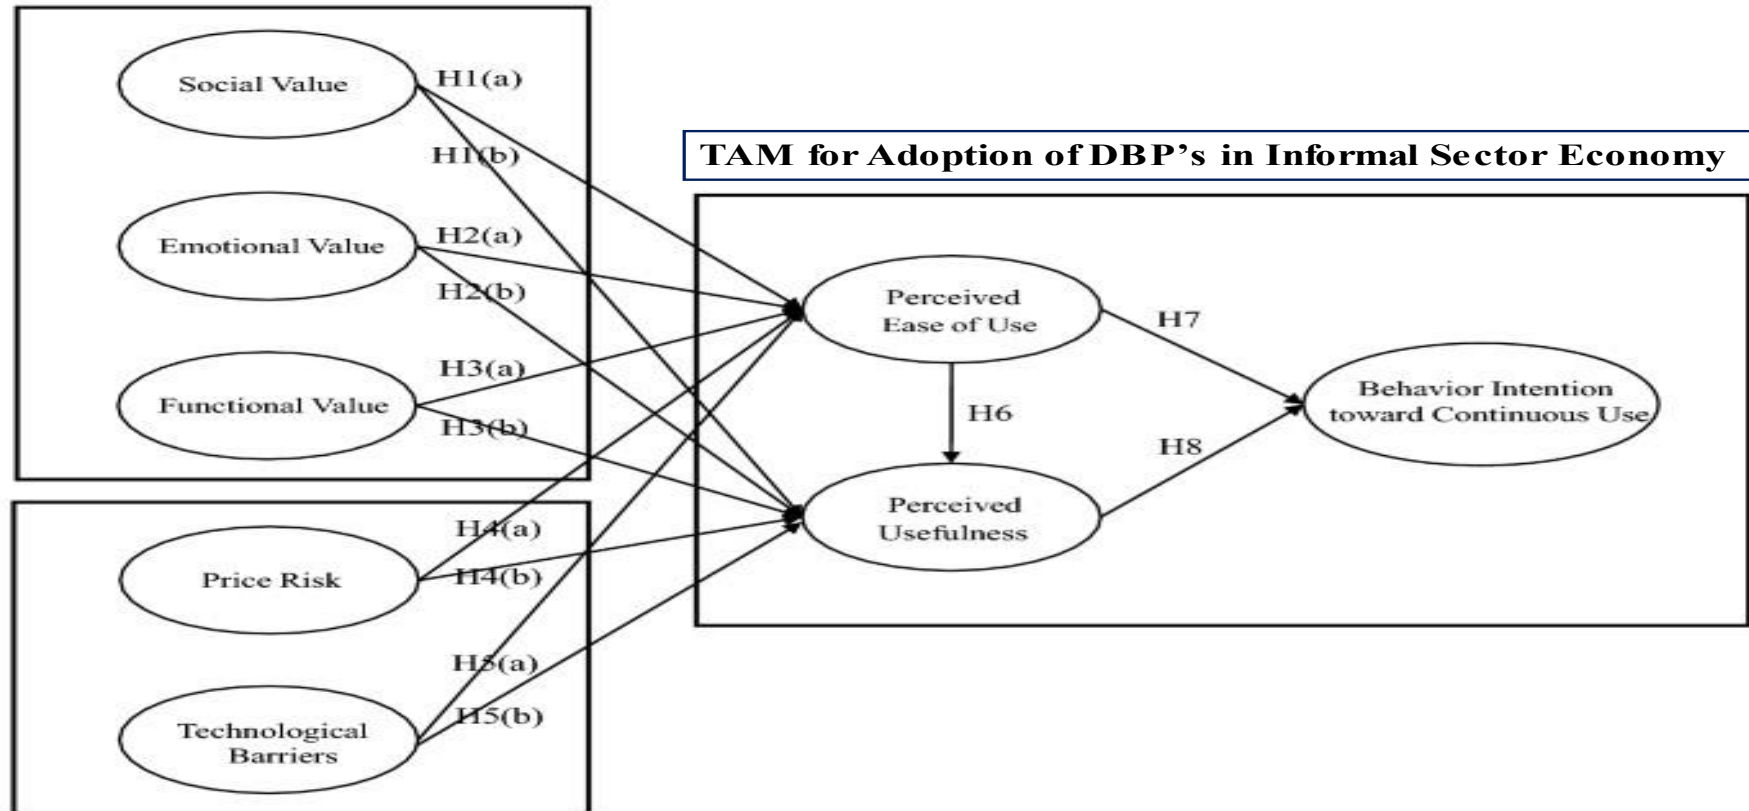 Social Value
H1(a)
H1(b)
TAM for Adoption of DBP's in Informal Sector Economy
Emotional Value
H2(a)
H2(b)
Functional Value
H3(a)
H3(b)
Perceived
Ease of Use
H7
H6
Behavior Intention
toward Continuous Use
H8
Perceived
Usefulness
Price Risk
H4(a)
H4(b)
Technological
Barriers
H5(a)
H5(b)